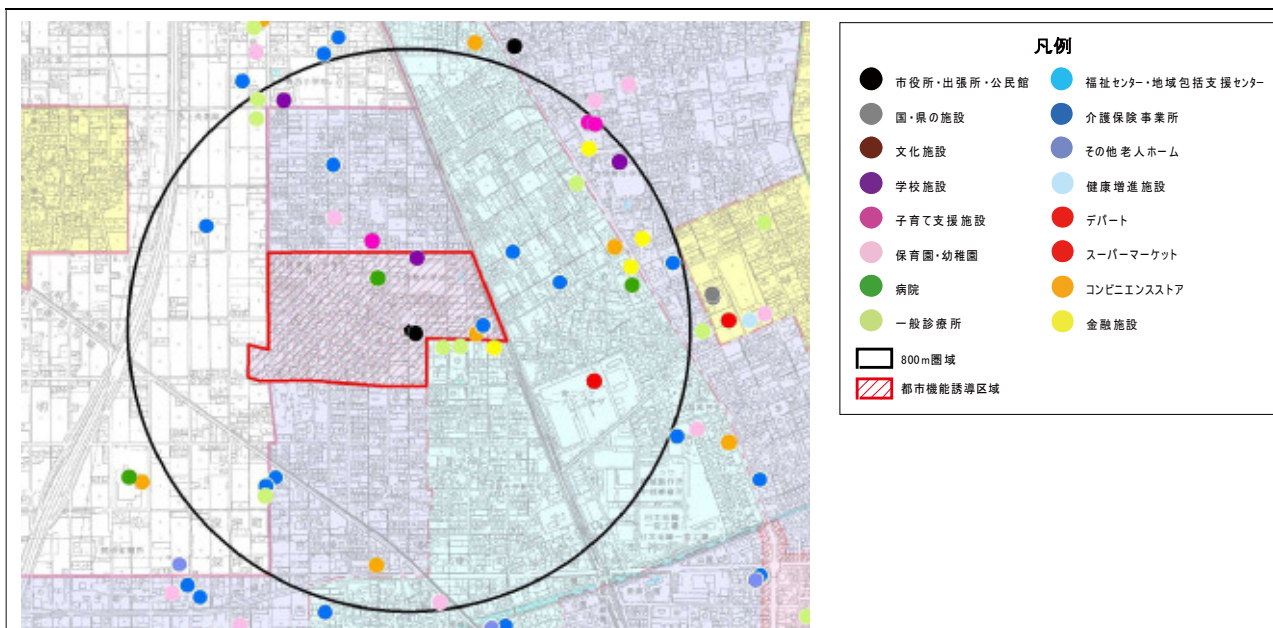 凡例
市役所・出張所・公民館
国・県の施設
文化施設
学校施設
子育て支援施設
保育園・幼稚園
病院
一般診療所
福祉センター・地域包括支援センター
介護保険事業所
その他老人ホーム
健康増進施設
デパート
スーパーマーケット
コンビニエンスストア
金融施設
800m圏域
都市機能誘導区域